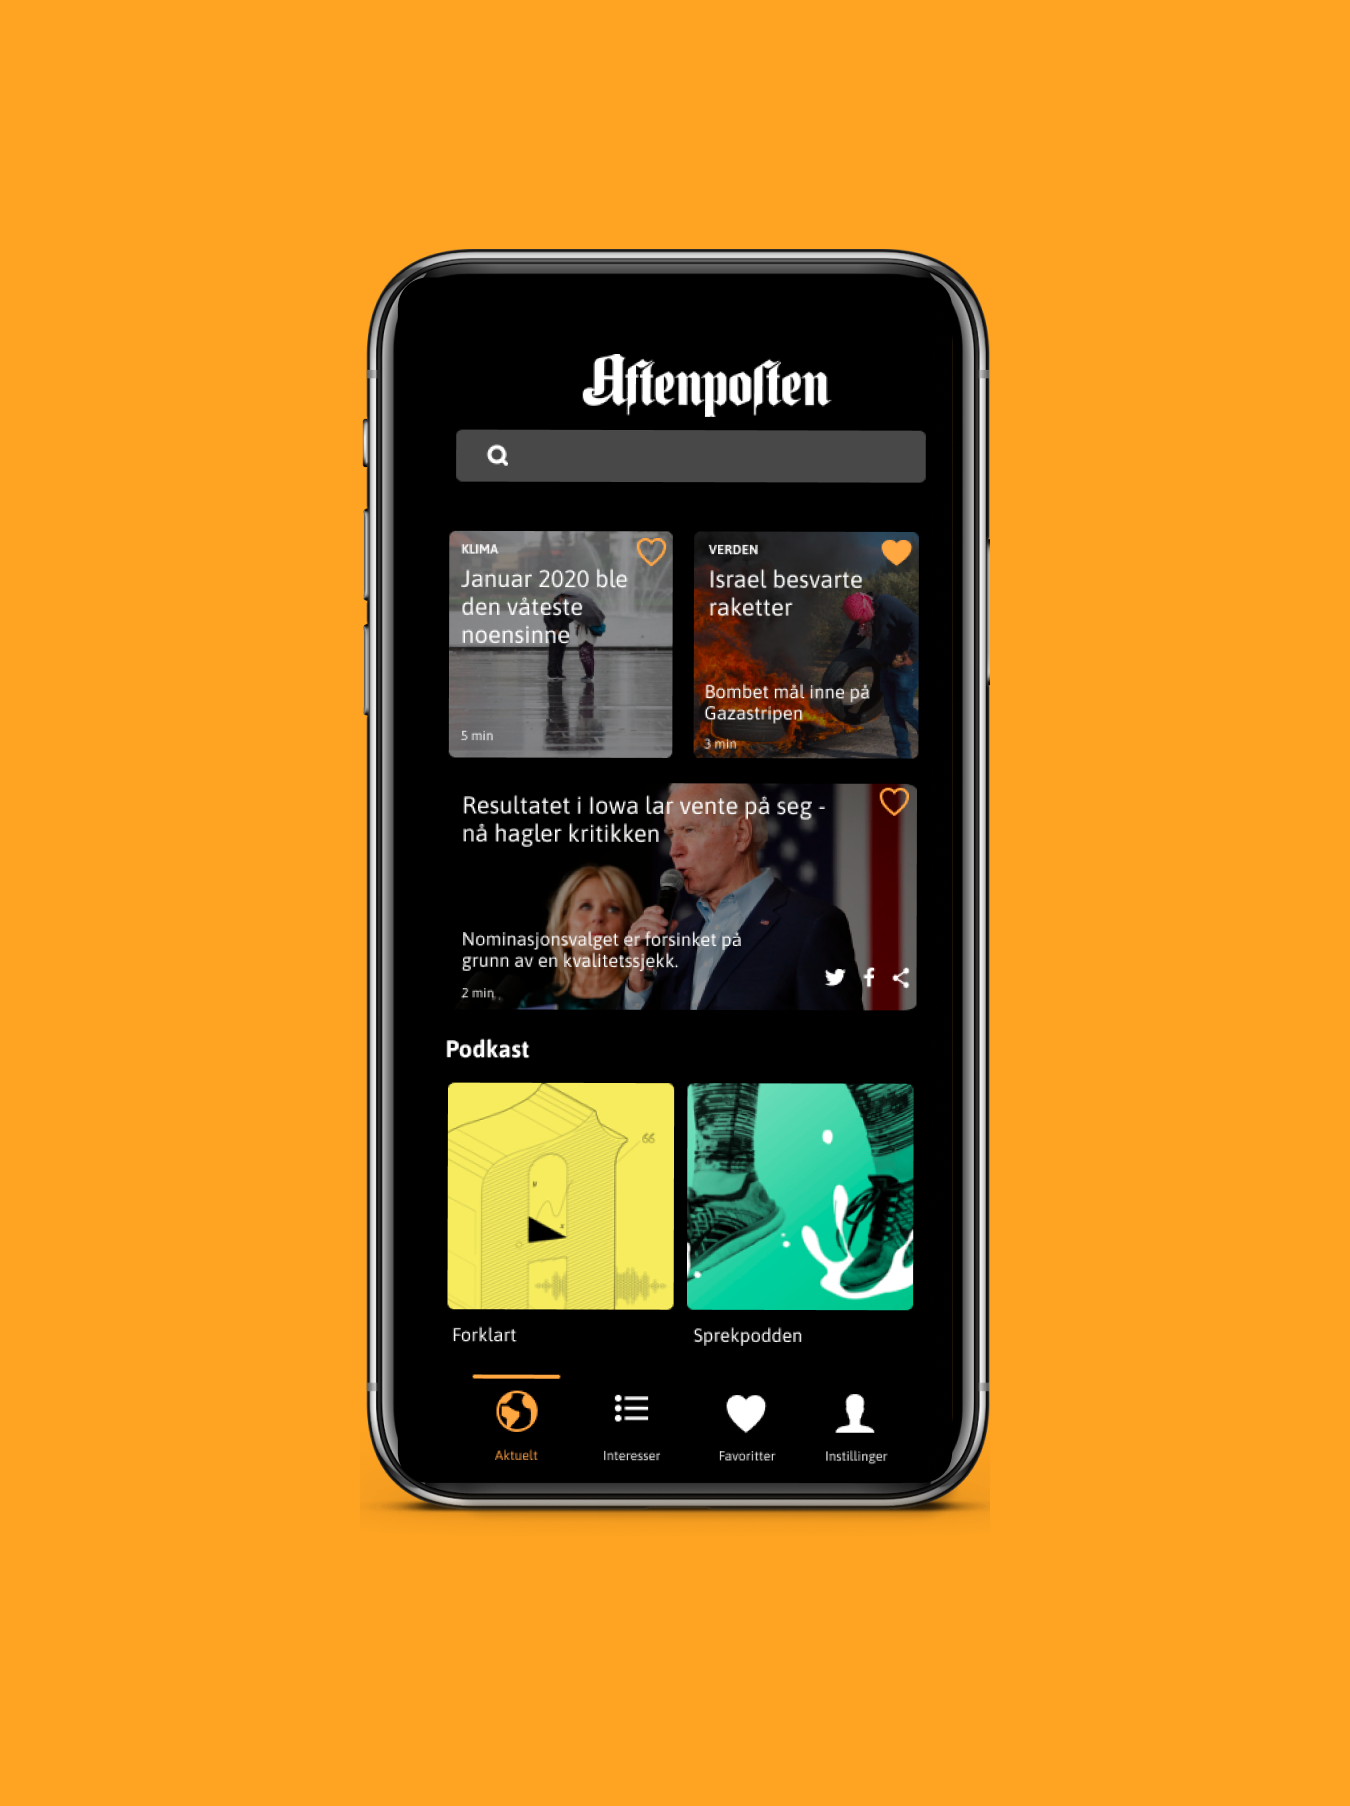 Aftenposten
KLIMA
Januar 2020 ble
den våteste
noensinne
5 min
VERDEN
Israel besvarte
raketter
Bombet mål inne på
Gazastripen
3 min
Resultatet i Iowa lar vente på seg -
nå hagler kritikken
Nominasjonsvalget er forsinket på
grunn av en kvalitetssjekk.
2 min
Podkast
66
y
x
Forklart
Sprekpodden
Aktuelt
Interesser
Favoritter
Instillinger